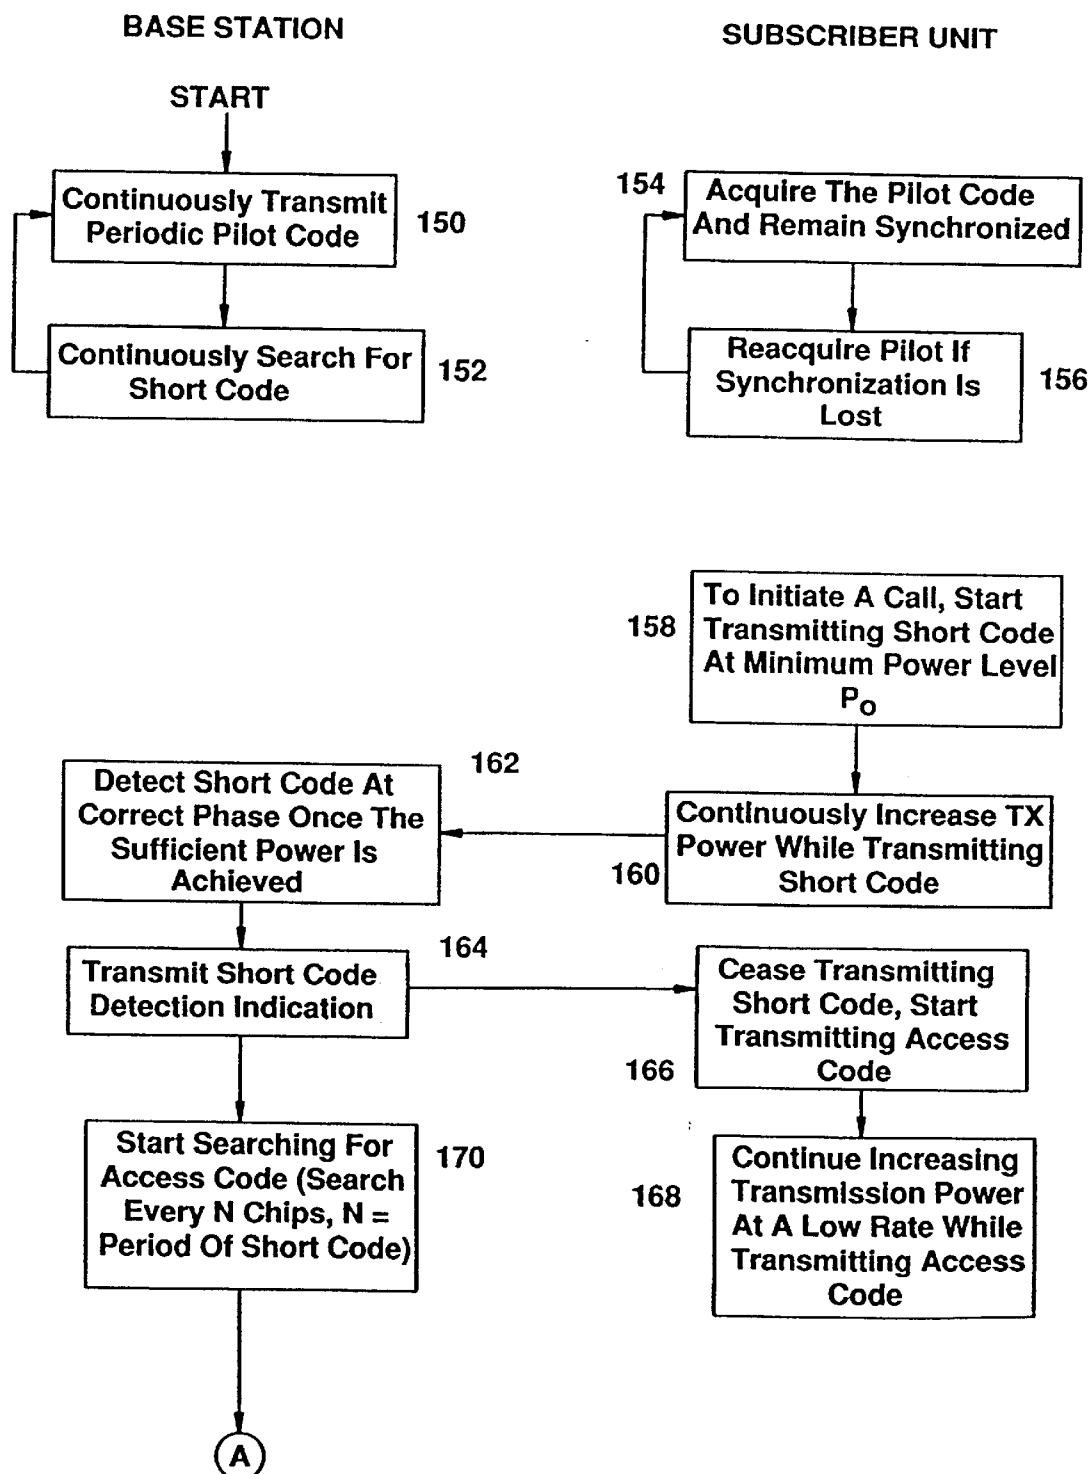 BASE STATION
SUBSCRIBER UNIT
START
Continuously Transmit
Periodic Pilot Code
150
154
Acquire The Pilot Code
And Remain Synchronized
Continuously Search For
Short Code
152
Reacquire Pilot If
Synchronization Is
Lost
156
158
To Initiate A Call, Start
Transmitting Short Code
At Minimum Power Level
Po
162
Detect Short Code At
Correct Phase Once The
Sufficient Power Is
Achieved
Continuously Increase TX
Power While Transmitting
Short Code
160
164
Transmit Short Code
Detection Indication
Cease Transmitting
Short Code, Start
Transmitting Access
Code
166
Start Searching For
Access Code (Search
Every N Chips, N =
Period Of Short Code)
170
168
Continue Increasing
Transmission Power
At A Low Rate While
Transmitting Access
Code
A